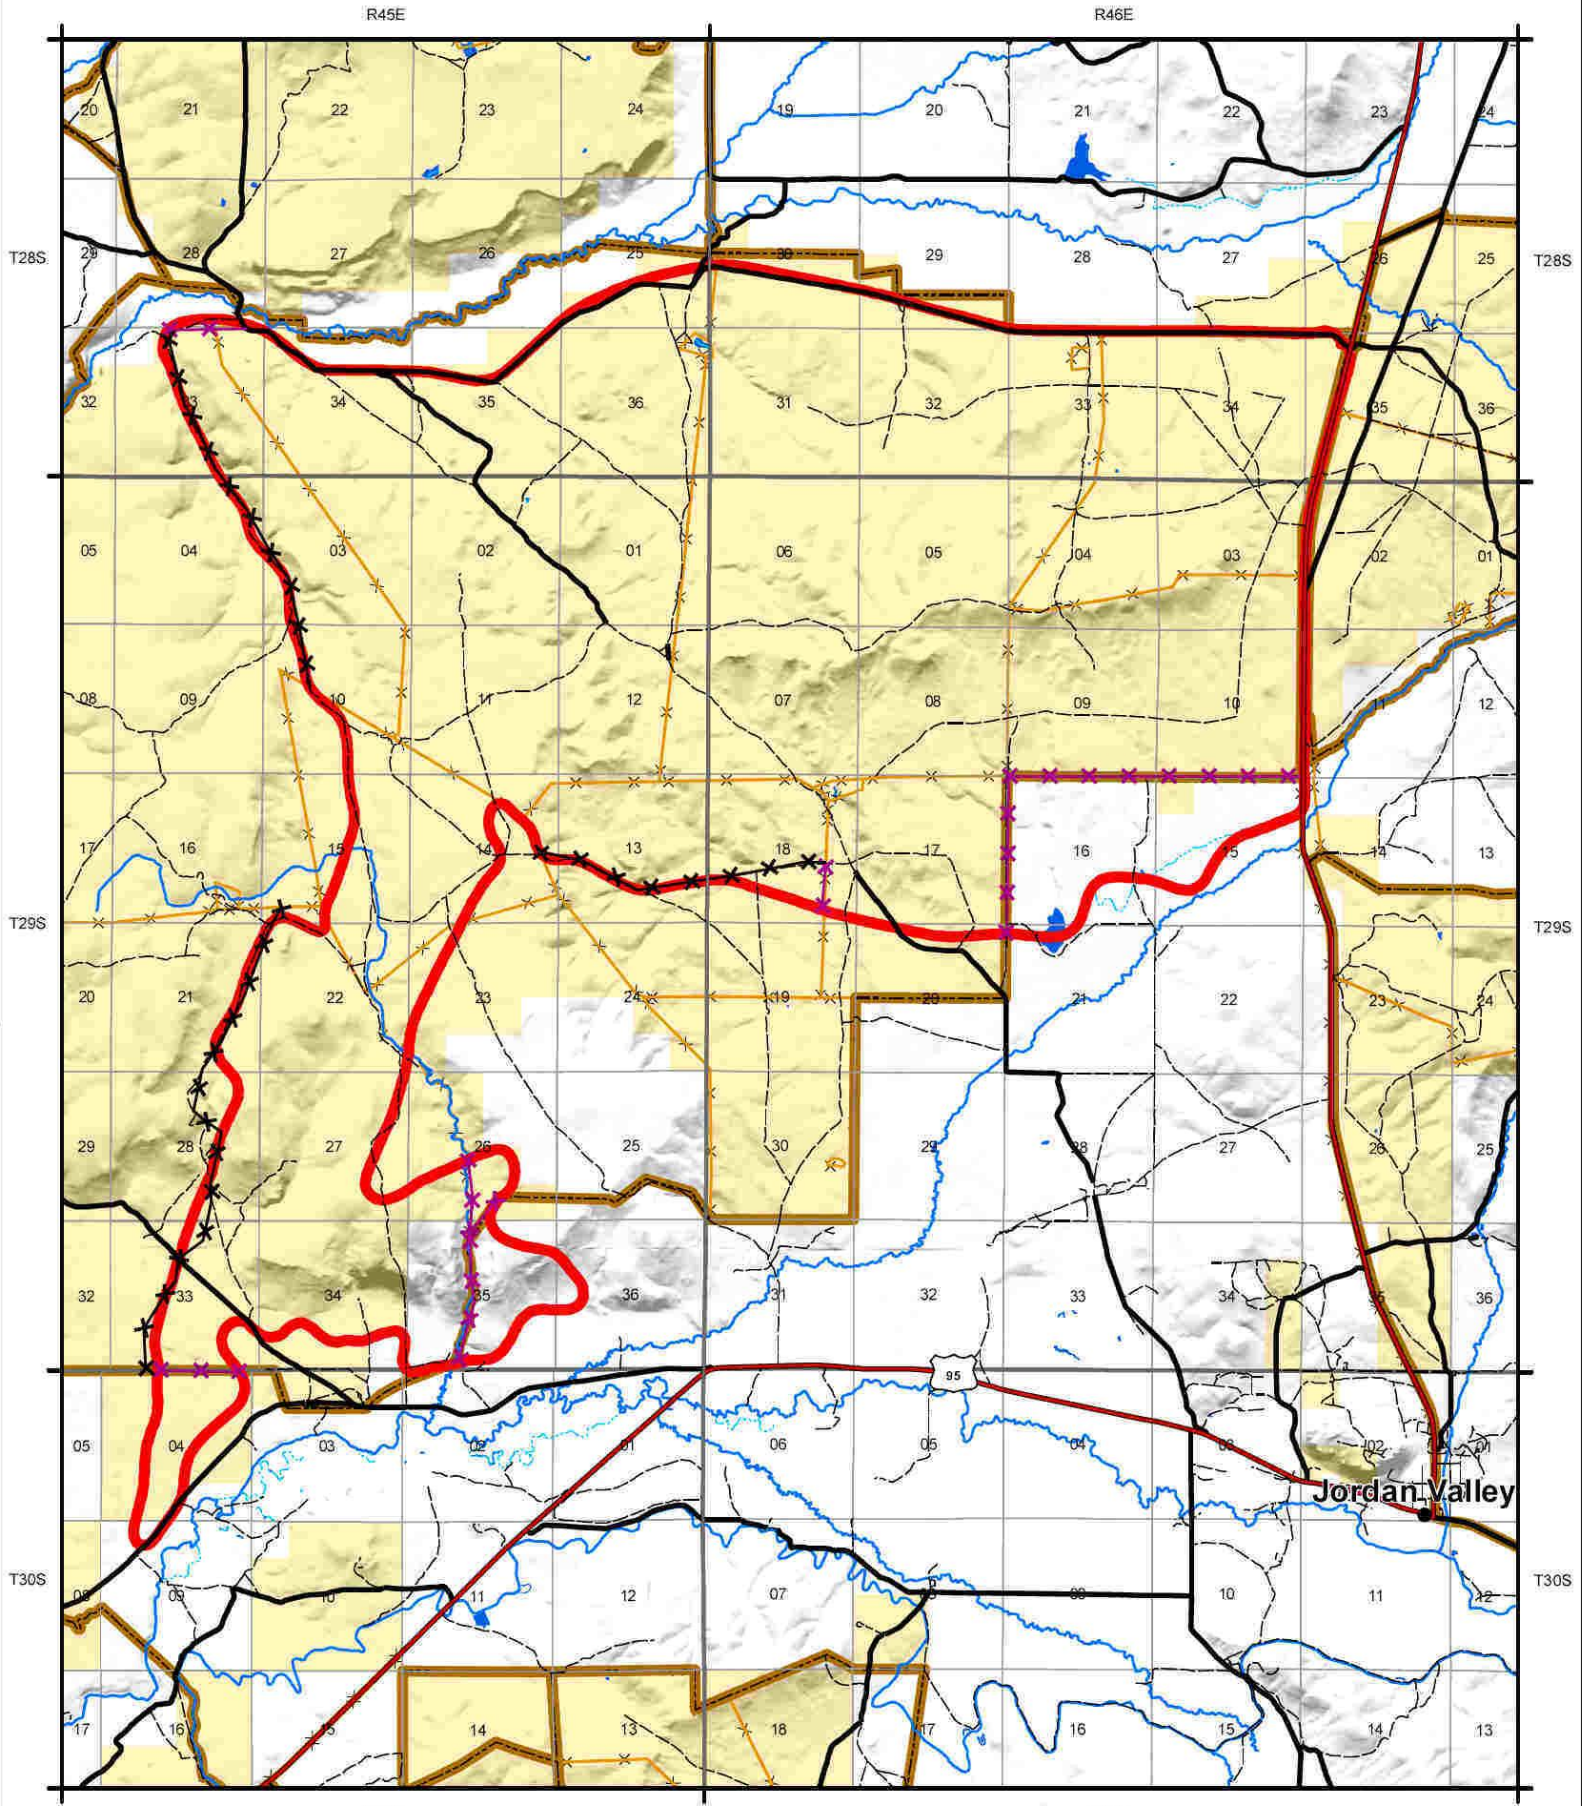 R45E R46E
20 21 22 23 24 19 20 21 22 23 24
T28S 29 28 27 26 25 30 29 28 27 26 25 T28S
32 33 34 35 36 31 32 33 34 35 36
05 04 03 02 01 06 05 04 03 02 01
08 09 10 11 12 07 08 09 10 11 12
17 16 15 14 13 18 17 16 15 14 13
T29S T29S
20 21 22 23 24 19 20 21 22 23 24
29 28 27 26 25 30 29 28 27 26 25
32 33 34 35 36 31 32 33 34 35 36
95
05 04 03 02 01 06 05 04 03 02 01
Jordan Valley
T30S T30S
08 09 10 11 12 07 08 09 10 11 12
17 16 15 14 13 18 17 16 15 14 13